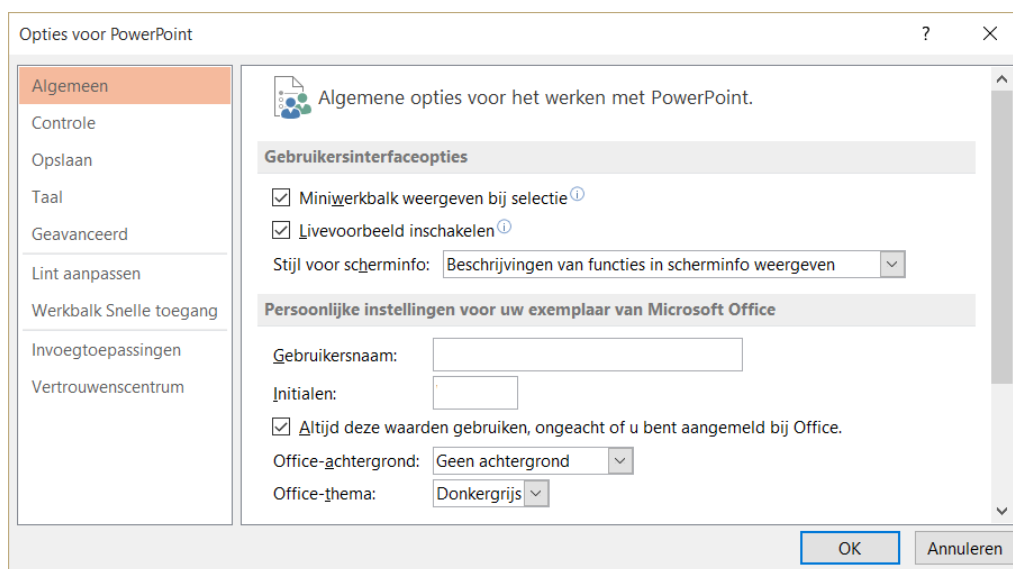 Opties voor PowerPoint
Algemeen
Controle
Opslaan
Taal
Geavanceerd
Lint aanpassen
Werkbalk Snelle toegang
Invoegtoepassingen
Vertrouwenscentrum
Algemene opties voor het werken met PowerPoint.
Gebruikersinterfaceopties
Miniwerkbalk weergeven bij selectie
Livevoorbeeld inschakelen
Stijl voor scherminfo: Beschrijvingen van functies in scherminfo weergeven
Persoonlijke instellingen voor uw exemplaar van Microsoft Office
Gebruikersnaam:
Initialen:
Altijd deze waarden gebruiken, ongeacht of u bent aangemeld bij Office.
Office-achtergrond: Geen achtergrond
Office-thema: Donkergrijs
OK Annuleren